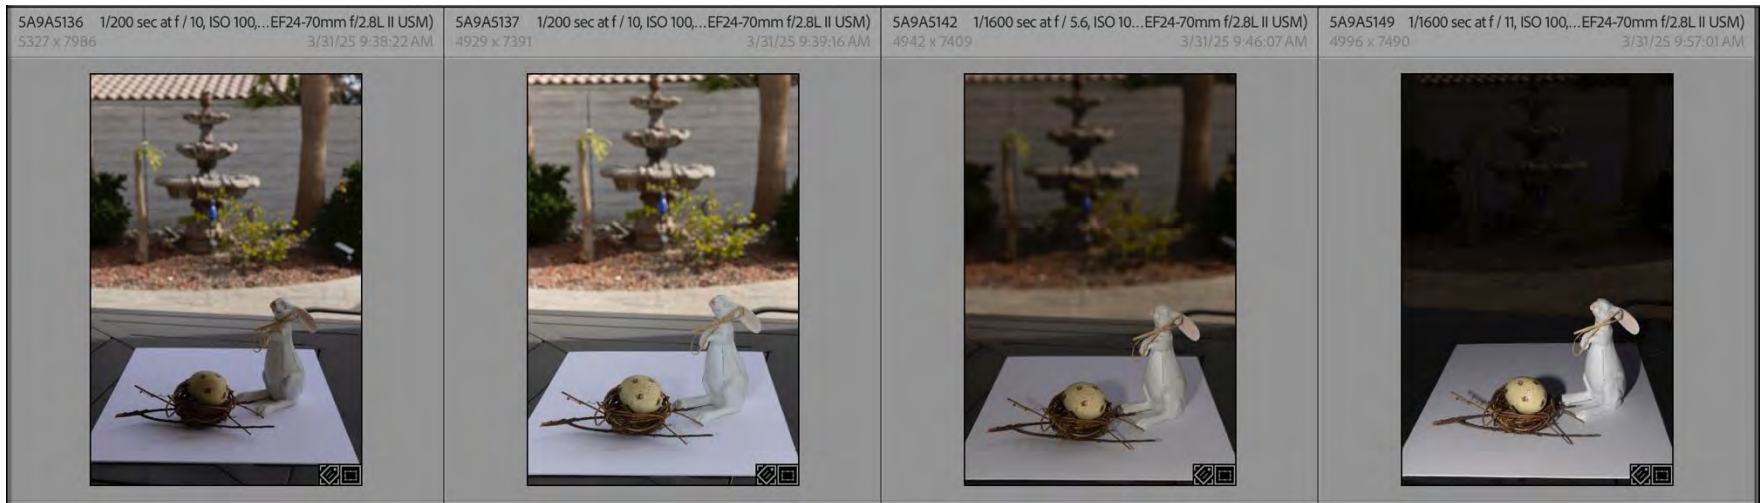 5A9A5136 1/200 sec at f / 10, ISO 100,...EF24-70mm f/2.8L II USM)
5327 x 7986 3/31/25 9:38:22 AM
5A9A5137 1/200 sec at f / 10, ISO 100,...EF24-70mm f/2.8L II USM)
4929 x 7391 3/31/25 9:39:16 AM
5A9A5142 1/1600 sec at f / 5.6, ISO 10...EF24-70mm f/2.8L II USM)
4942 x 7409 3/31/25 9:46:07 AM
5A9A5149 1/1600 sec at f / 11, ISO 100,...EF24-70mm f/2.8L II USM)
4996 x 7490 3/31/25 9:57:01 AM